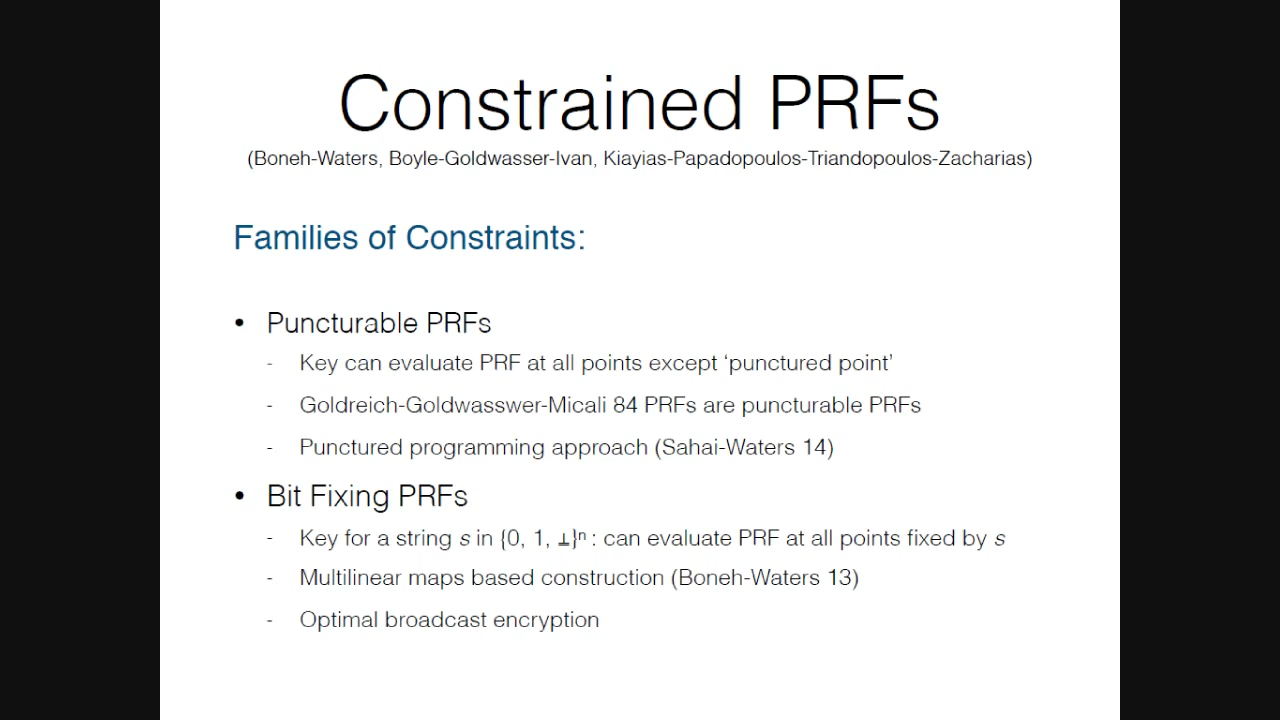 Constrained PRFs
(Boneh-Waters, Boyle-Goldwasser-Ivan, Kiayias-Papadopoulos-Triandopoulos-Zacharias)
Families of Constraints:
• Puncturable PRFs
- Key can evaluate PRF at all points except ‘punctured point’
- Goldreich-Goldwasswer-Micali 84 PRFs are puncturable PRFs
- Punctured programming approach (Sahai-Waters 14)
• Bit Fixing PRFs
- Key for a string s in {0, 1, ⊥}ⁿ : can evaluate PRF at all points fixed by s
- Multilinear maps based construction (Boneh-Waters 13)
- Optimal broadcast encryption